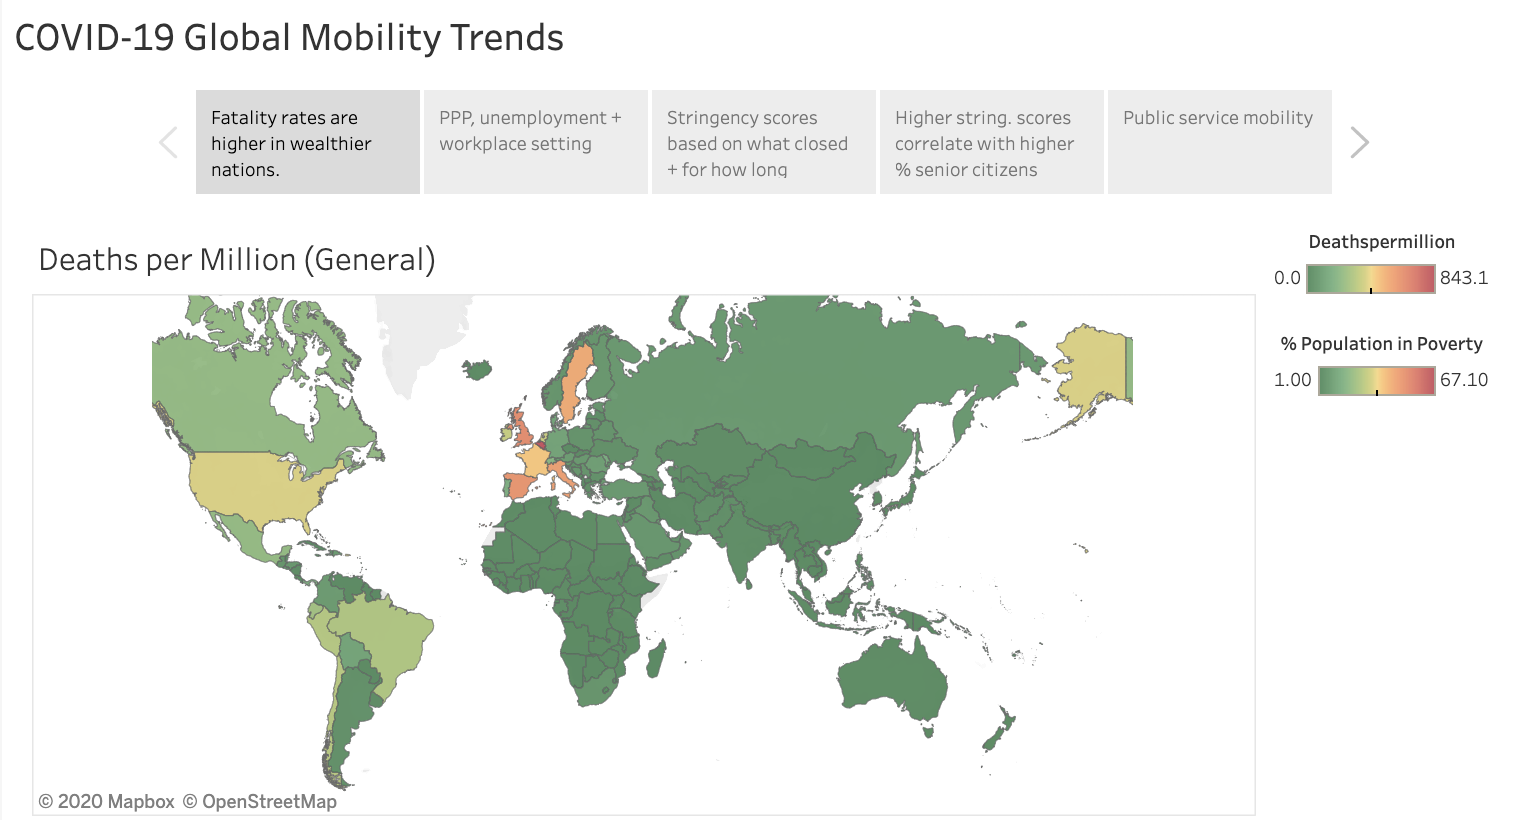 COVID-19 Global Mobility Trends
Fatality rates are
higher in wealthier
nations.
PPP, unemployment +
workplace setting
Stringency scores
based on what closed
+ for how long
Higher string. scores
correlate with higher
% senior citizens
Public service mobility
Deaths per Million (General)
Deathspermillion
0.0 843.1
% Population in Poverty
1.00 67.10
© 2020 Mapbox © OpenStreetMap